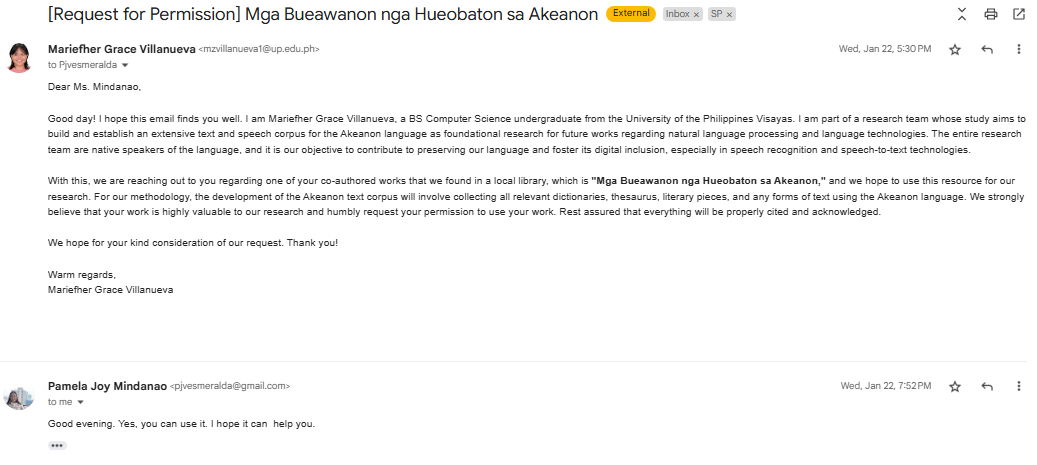 [Request for Permission] Mga Bueawanon nga Hueobaton sa Akeanon External Inbox × SP ×
Mariefher Grace Villanueva <mzvillanueva1@up.edu.ph> Wed, Jan 22, 5:30 PM
to Pjvesmeralda
Dear Ms. Mindanao,
Good day! I hope this email finds you well. I am Mariefher Grace Villanueva, a BS Computer Science undergraduate from the University of the Philippines Visayas. I am part of a research team whose study aims to
build and establish an extensive text and speech corpus for the Akeanon language as foundational research for future works regarding natural language processing and language technologies. The entire research
team are native speakers of the language, and it is our objective to contribute to preserving our language and foster its digital inclusion, especially in speech recognition and speech-to-text technologies.
With this, we are reaching out to you regarding one of your co-authored works that we found in a local library, which is "Mga Bueawanon nga Hueobaton sa Akeanon," and we hope to use this resource for our
research. For our methodology, the development of the Akeanon text corpus will involve collecting all relevant dictionaries, thesaurus, literary pieces, and any forms of text using the Akeanon language. We strongly
believe that your work is highly valuable to our research and humbly request your permission to use your work. Rest assured that everything will be properly cited and acknowledged.
We hope for your kind consideration of our request. Thank you!
Warm regards,
Mariefher Grace Villanueva
Pamela Joy Mindanao <pjvesmeralda@gmail.com> Wed, Jan 22, 7:52 PM
to me
Good evening. Yes, you can use it. I hope it can help you.